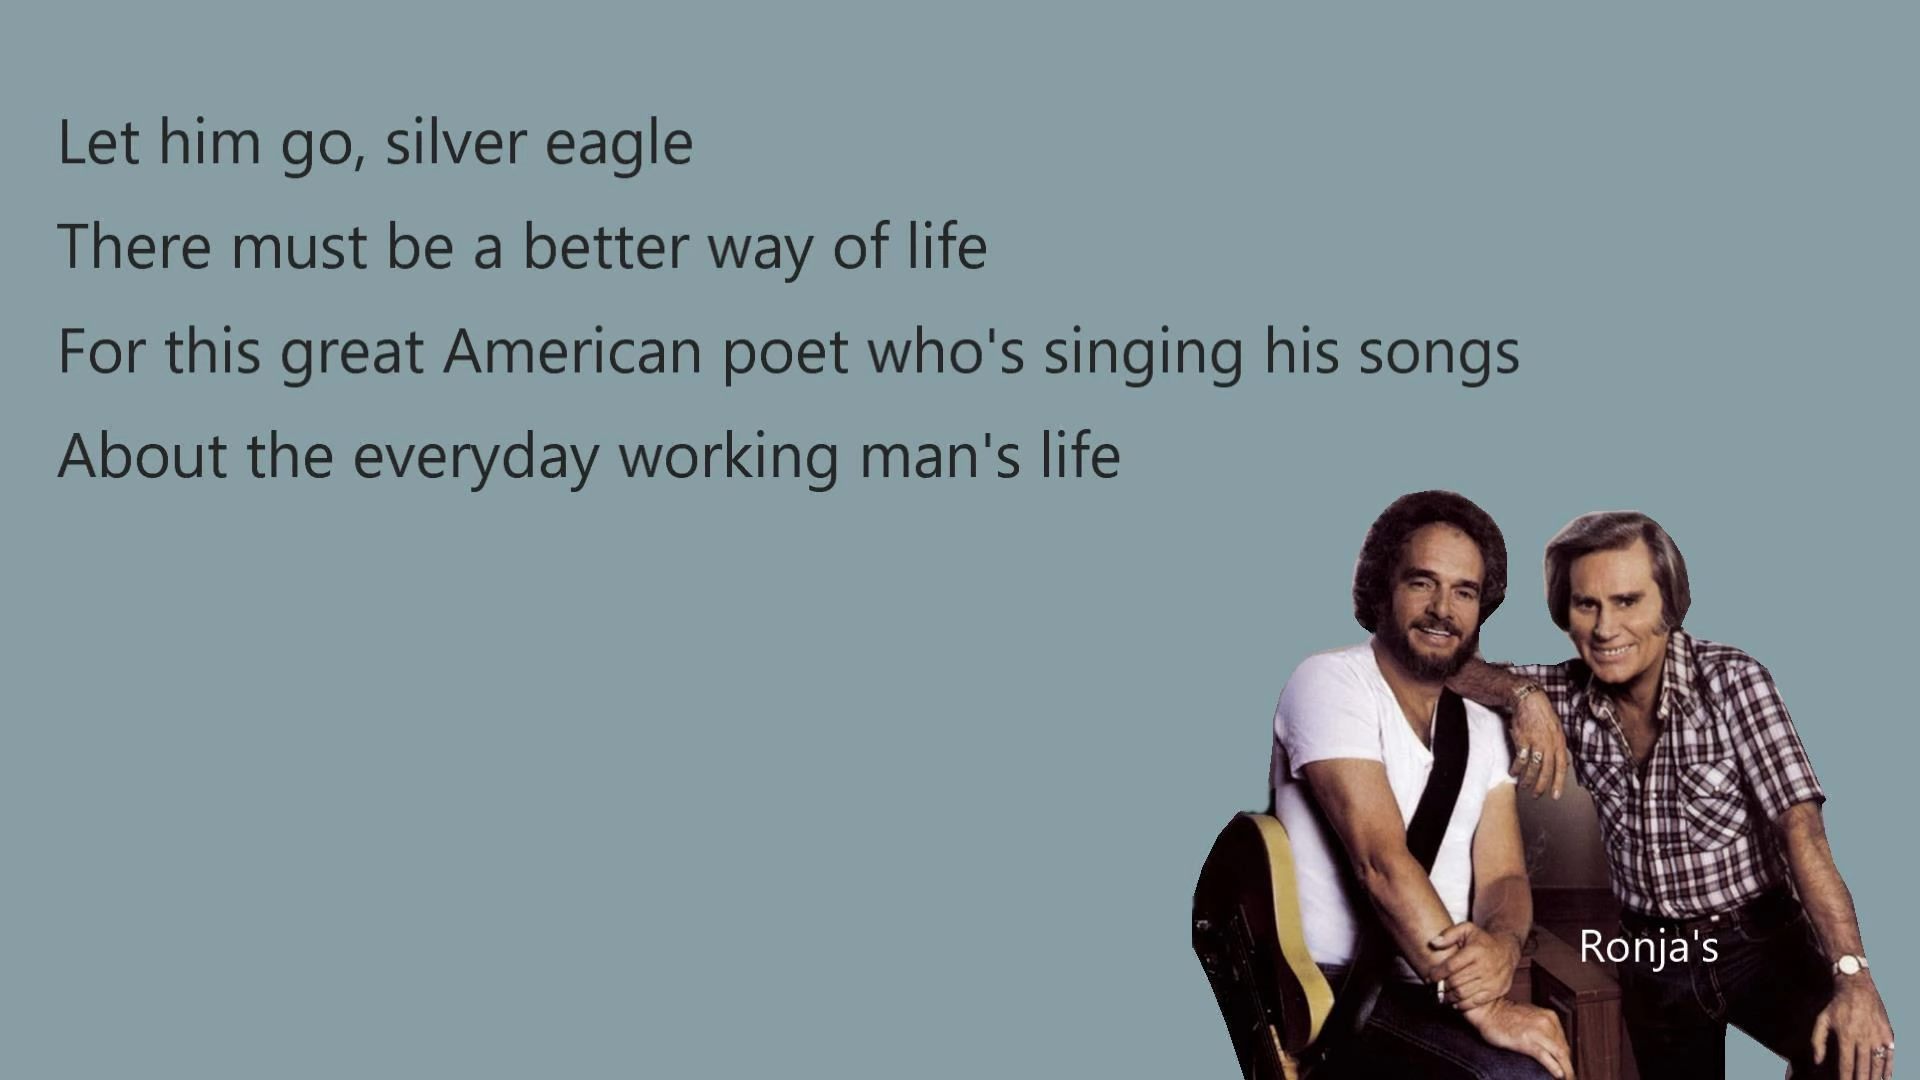 Let him go, silver eagle
There must be a better way of life
For this great American poet who's singing his songs
About the everyday working man's life
Ronja's